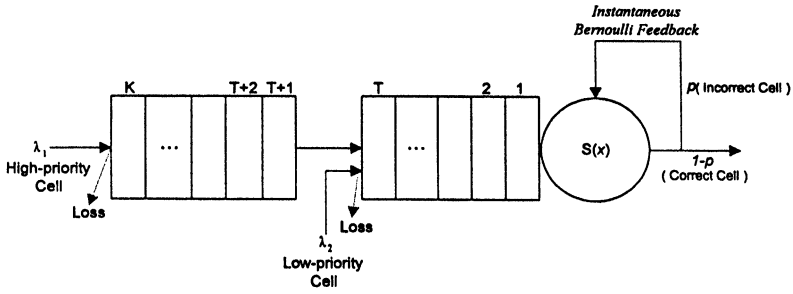 Instantaneous
Bernoulli Feedback
K
T+2
T+1
T
2
1
p( Incorrect Cell )
λ1
...
...
S(x)
1-p
High-priority
Cell
( Correct Cell )
Loss
Loss
λ2
Low-priority
Cell